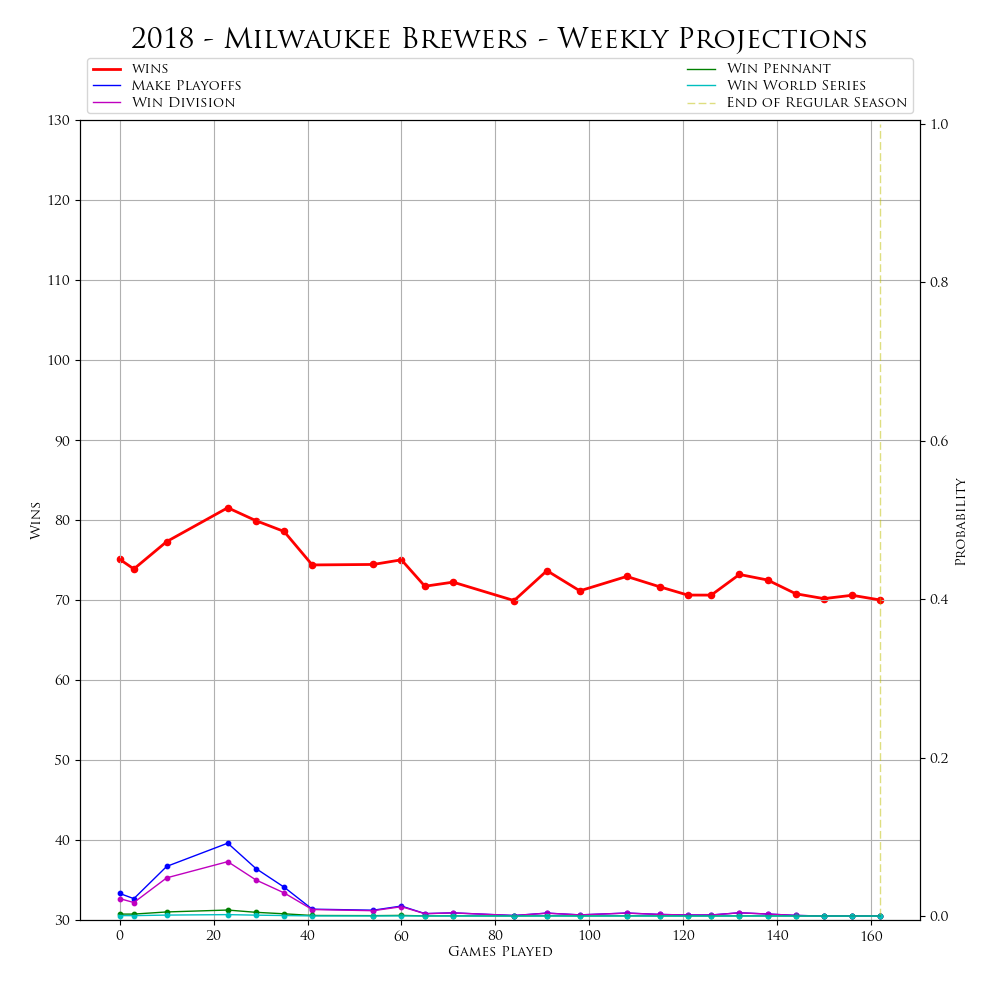 2018 - Milwaukee Brewers - Weekly Projections
wins
Make Playoffs
Win Division
Win Pennant
Win World Series
End of Regular Season
130
120
110
100
90
80
70
60
50
40
30
Wins
1.0
0.8
0.6
0.4
0.2
0.0
Probability
0 20 40 60 80 100 120 140 160
Games Played